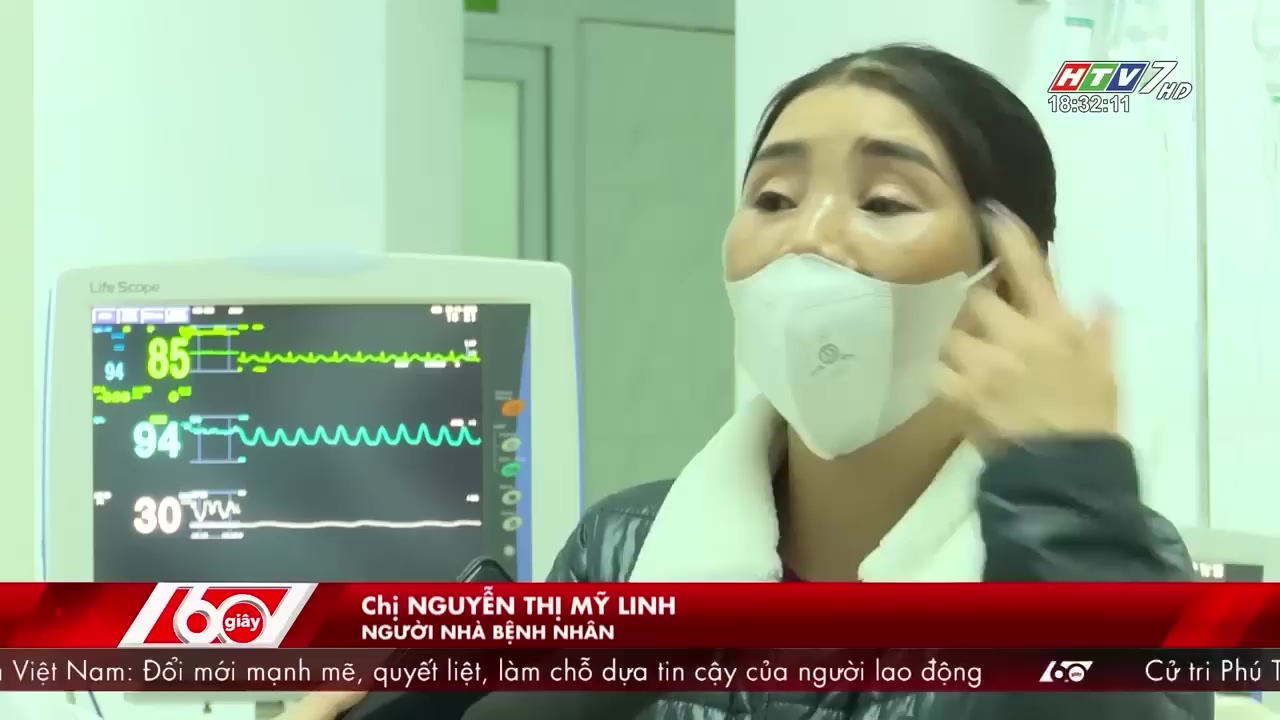 HTV7 HD
18:32:11
Life Scope
94
85
94
30
60 giây
Chị NGUYỄN THỊ MỸ LINH
NGƯỜI NHÀ BỆNH NHÂN
Việt Nam: Đổi mới mạnh mẽ, quyết liệt, làm chỗ dựa tin cậy của người lao động
60 giây
Cử tri Phú